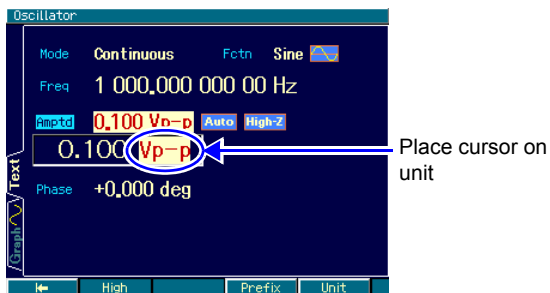 Oscillator
Mode Continuous Fctn Sine
Freq 1 000.000 000 00 Hz
Amptd 0.100 Vp-p Auto High-Z
0.100 Vp-p
Place cursor on
unit
Text
Phase +0.000 deg
Graph
High Prefix Unit